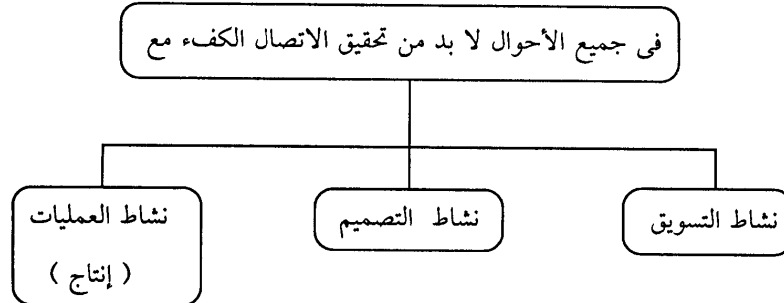 فى جميع الأحوال لا بد من تحقيق الاتصال الكفء مع
نشاط التسويق
نشاط التصميم
نشاط العمليات
( إنتاج )